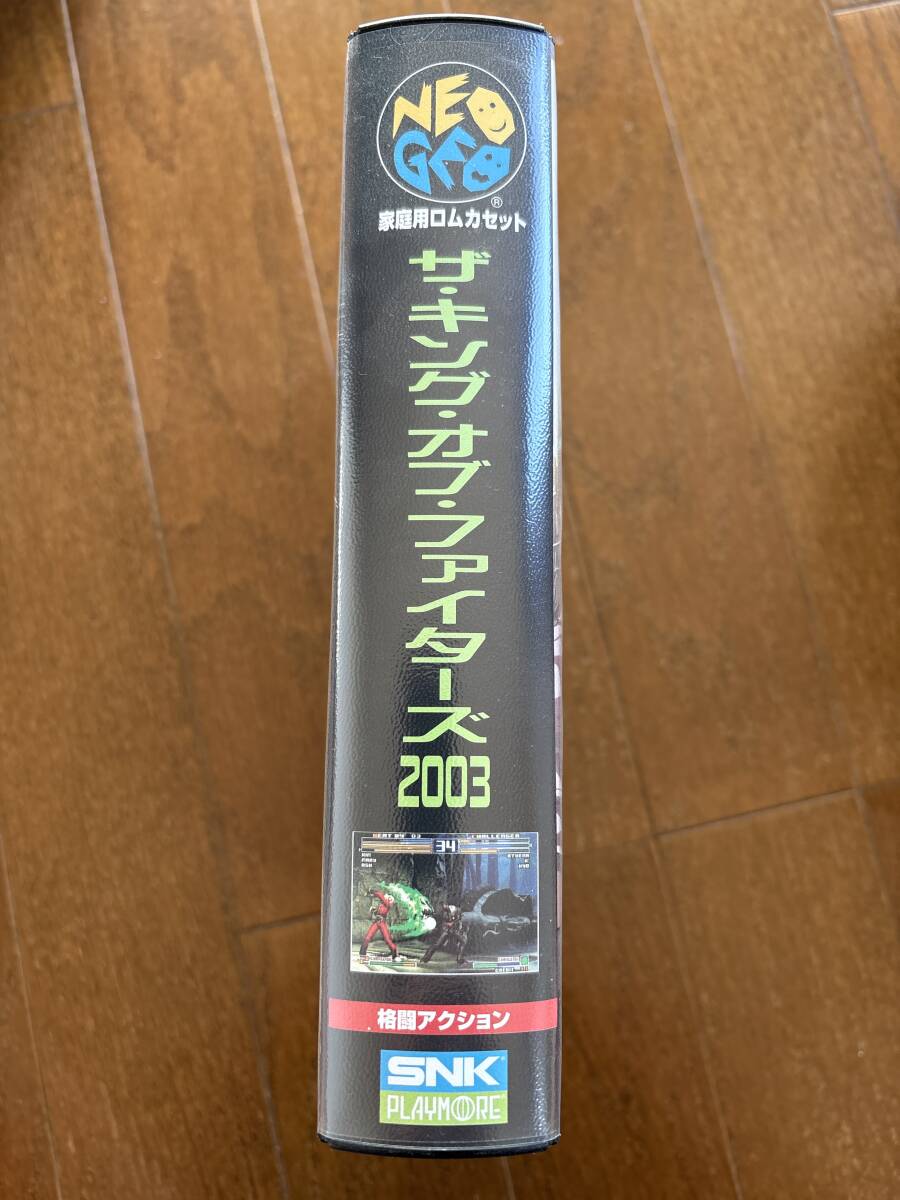 NEO
GEO
®
家庭用ロムカセット
ザ・キング・オブ・ファイターズ
2003
34
CHALLENGER
格闘アクション
SNK
PLAYMORE